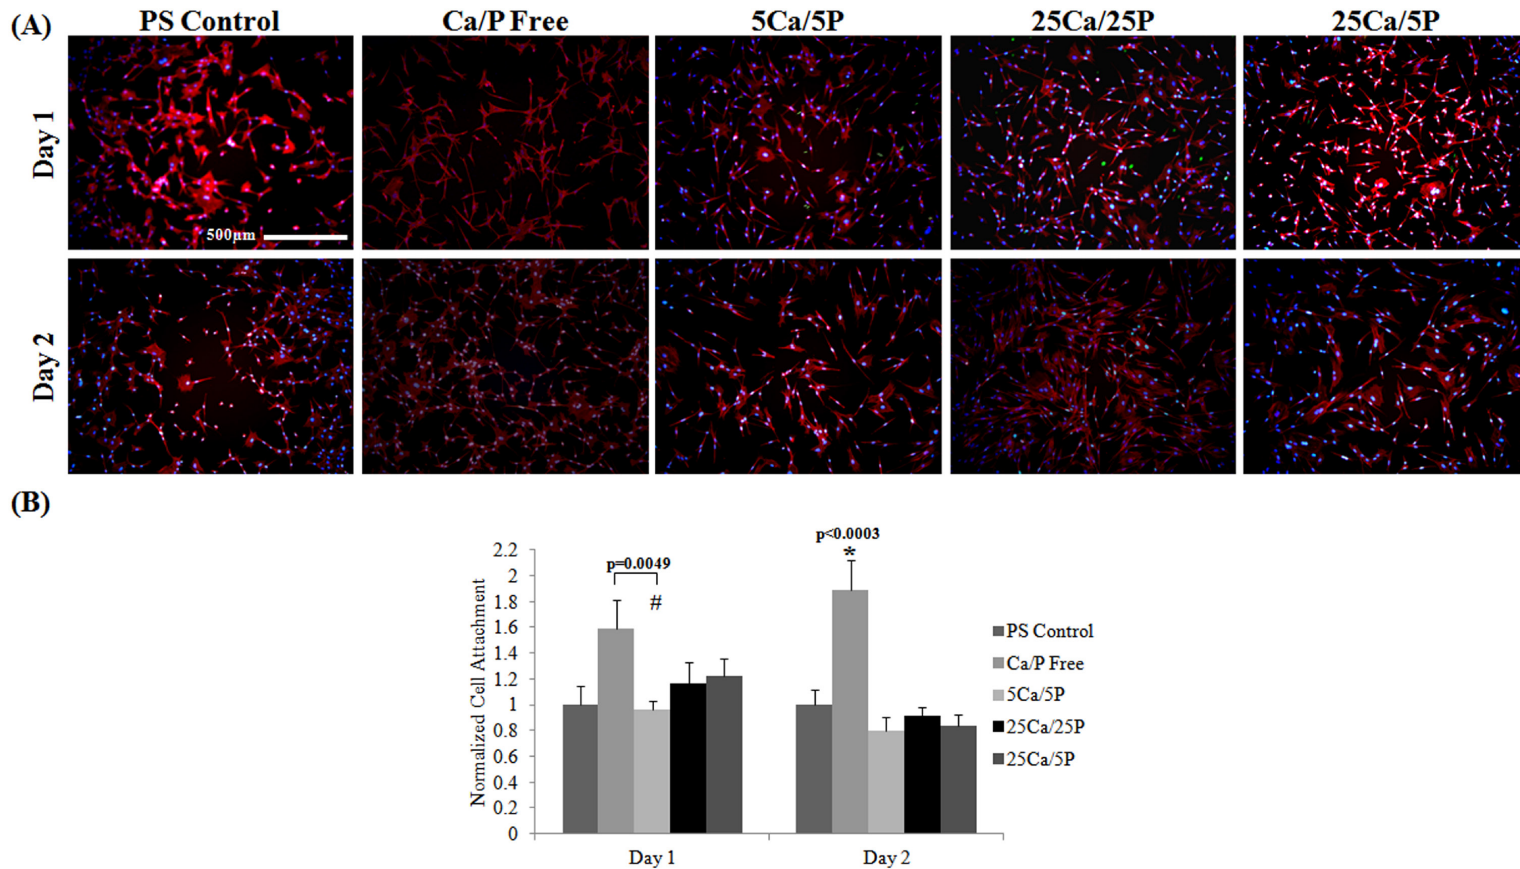 (A)
PS Control
Ca/P Free
5Ca/5P
25Ca/25P
25Ca/5P
Day 1
500μm
Day 2
(B)
p<0.0003
*
p=0.0049
#
Normalized Cell Attachment
2.2
2
1.8
1.6
1.4
1.2
1
0.8
0.6
0.4
0.2
0
Day 1
Day 2
PS Control
Ca/P Free
5Ca/5P
25Ca/25P
25Ca/5P